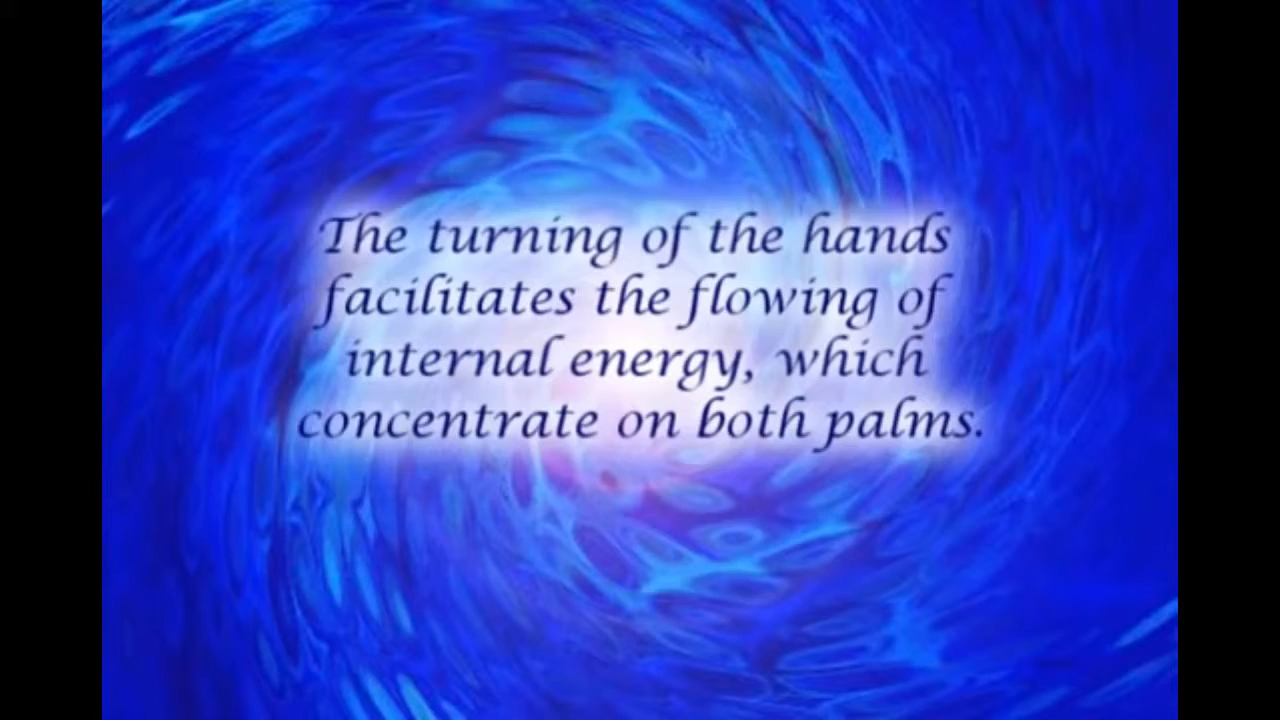 The turning of the hands
facilitates the flowing of
internal energy, which
concentrate on both palms.